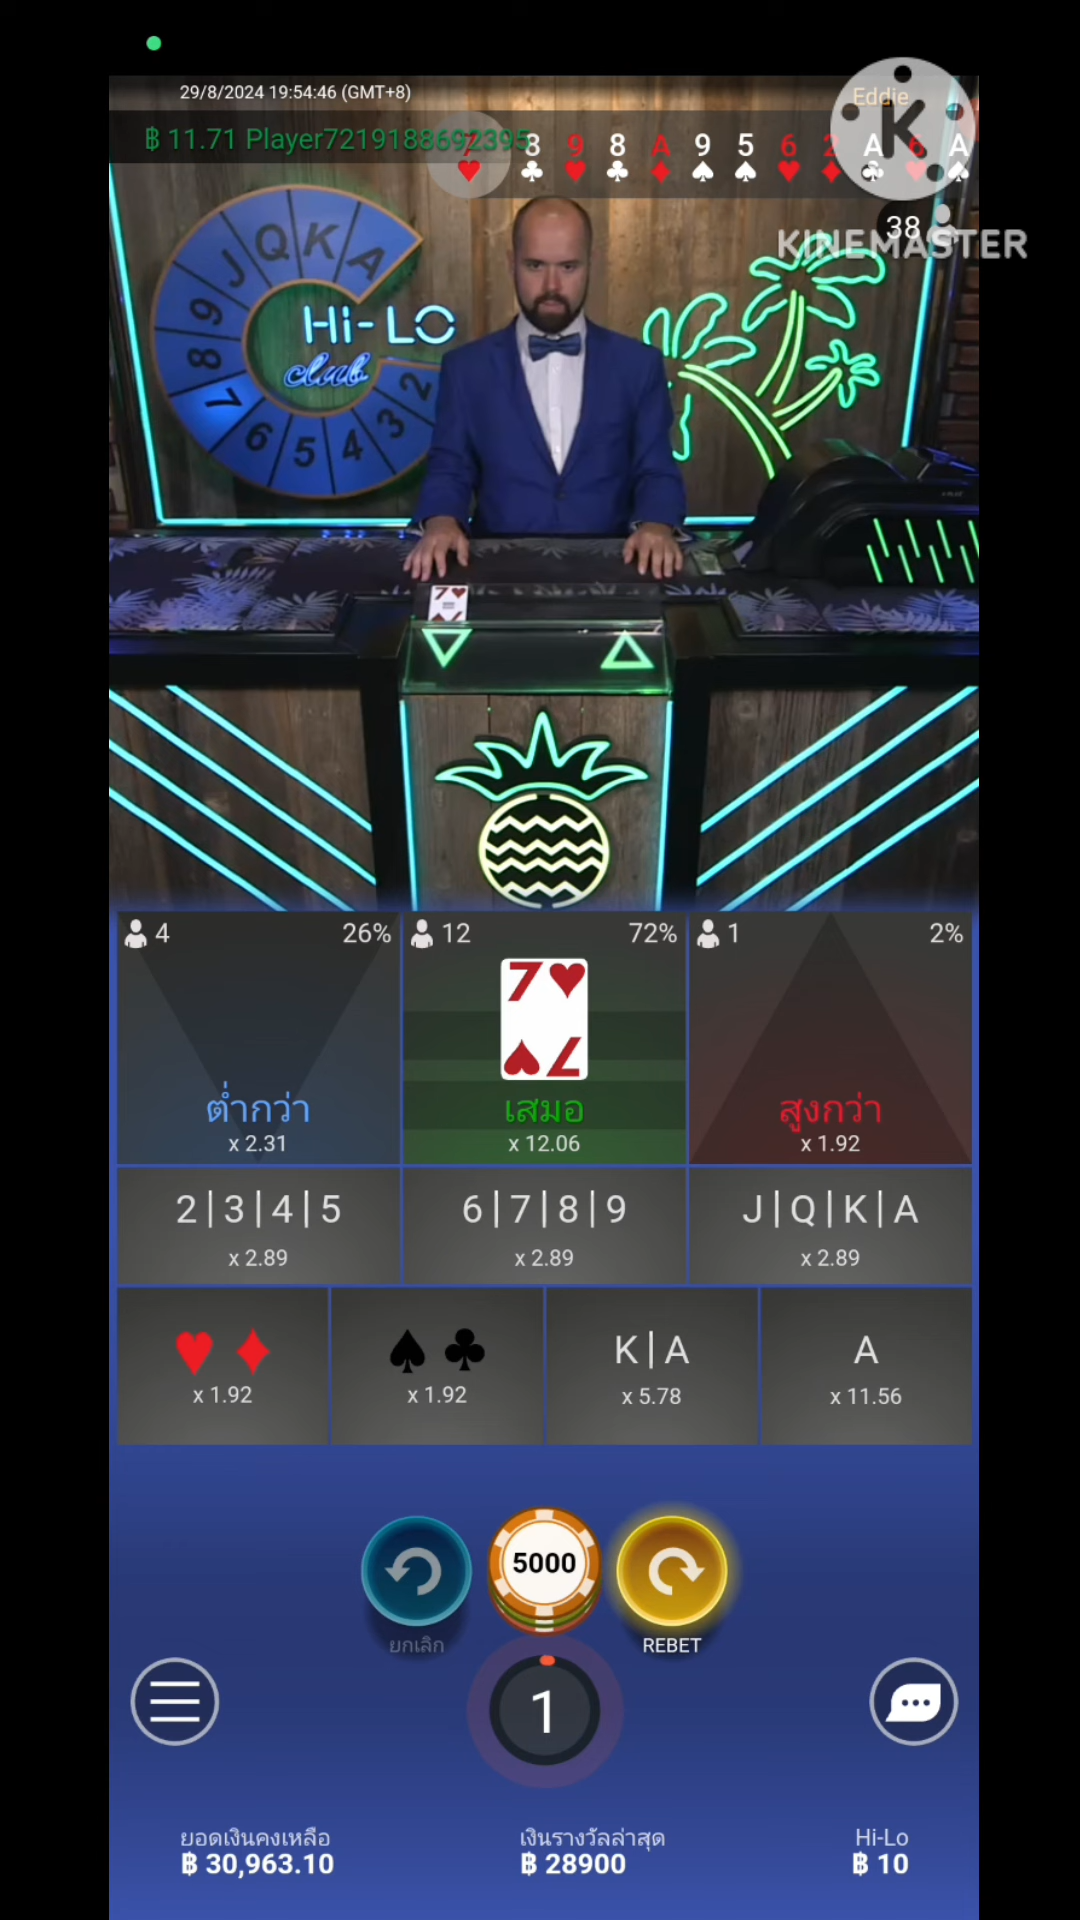 29/8/2024 19:54:46 (GMT+8)
Eddie
฿ 11.71 Player7219188692395
7 8 9 8 A 9 5 6 2 A 6 A
38
KINEMASTER
K
A K Q J 9 8 7 6 5 4 3 2
Hi-LO
club
7
4 26% 12 72% 1 2%
7
7
ต่ำกว่า เสมอ สูงกว่า
x 2.31 x 12.06 x 1.92
2|3|4|5 6|7|8|9 J|Q|K|A
x 2.89 x 2.89 x 2.89
K|A A
x 1.92 x 1.92 x 5.78 x 11.56
5000
ยกเลิก REBET
1
ยอดเงินคงเหลือ เงินรางวัลล่าสุด Hi-Lo
฿ 30,963.10 ฿ 28900 ฿ 10